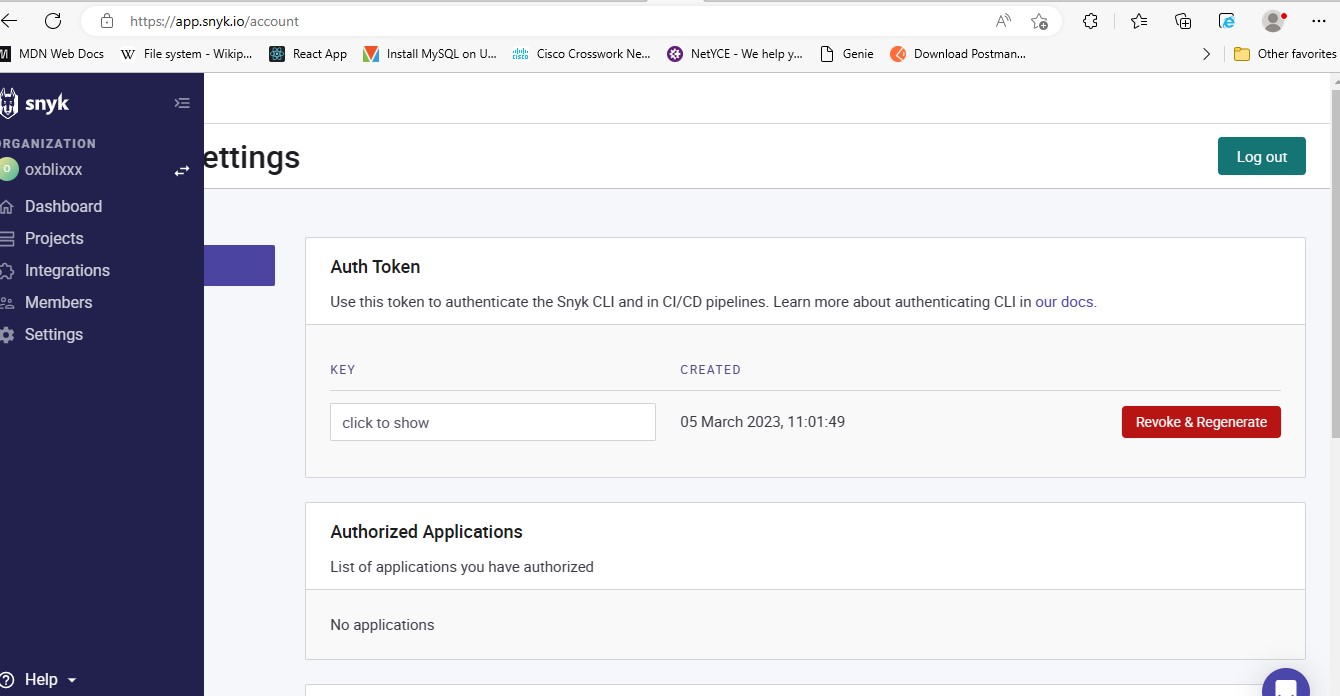 https://app.snyk.io/account
MDN Web Docs
File system - Wikip...
React App
Install MySQL on U...
Cisco Crosswork Ne...
NetYCE - We help y...
Genie
Download Postman...
Other favorites
snyk
RGANIZATION
oxblixxx
Dashboard
Projects
Integrations
Members
Settings
Help
ettings
Log out
Auth Token
Use this token to authenticate the Snyk CLI and in CI/CD pipelines. Learn more about authenticating CLI in our docs.
KEY CREATED
click to show 05 March 2023, 11:01:49 Revoke & Regenerate
Authorized Applications
List of applications you have authorized
No applications